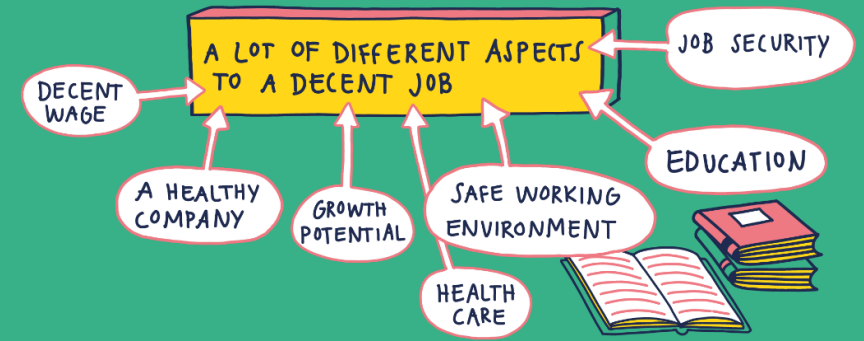 A LOT OF DIFFERENT ASPECTS
TO A DECENT JOB
JOB SECURITY
DECENT
WAGE
EDUCATION
A HEALTHY
COMPANY
GROWTH
POTENTIAL
SAFE WORKING
ENVIRONMENT
HEALTH
CARE